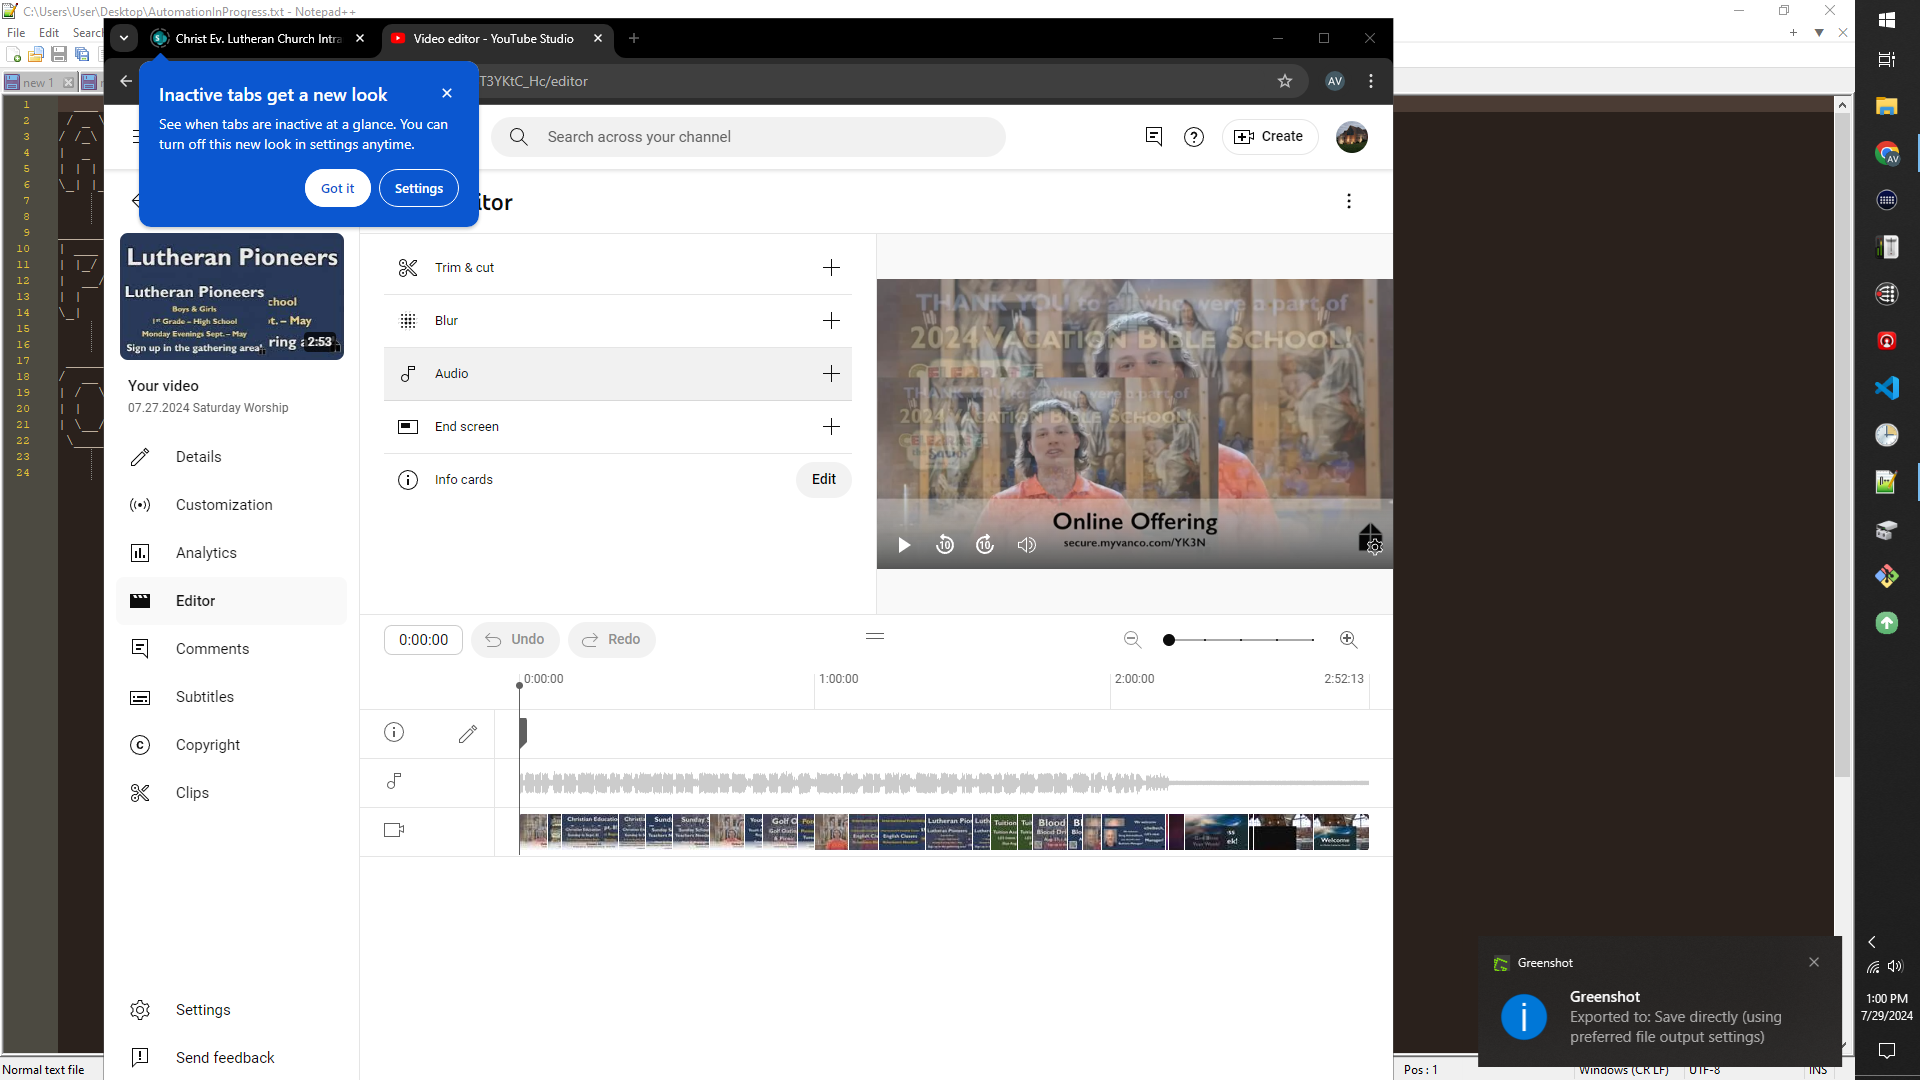 C:\Users\User\Desktop\AutomationInProgress.txt - Notepad++
File Edit Search
new 1
Christ Ev. Lutheran Church Intra
Video editor - YouTube Studio
T3YKtC_Hc/editor
AV
Inactive tabs get a new look
See when tabs are inactive at a glance. You can
turn off this new look in settings anytime.
Got it
Settings
Search across your channel
Create
itor
Lutheran Pioneers
Lutheran Pioneers
Boys & Girls
1st Grade – High School
Monday Evenings Sept. – May
Sign up in the gathering area!
chool
t. – May
ring a
2:53
Your video
07.27.2024 Saturday Worship
Details
Customization
Analytics
Editor
Comments
Subtitles
Copyright
Clips
Settings
Send feedback
Trim & cut
Blur
Audio
End screen
Info cards
Edit
THANK YOU to all who were a part of
2024 VACATION BIBLE SCHOOL!
Online Offering
secure.myvanco.com/YK3N
10
10
0:00:00
Undo
Redo
0:00:00
1:00:00
2:00:00
2:52:13
1
2
3
4
5
6
7
8
9
10
11
12
13
14
15
16
17
18
19
20
21
22
23
24
Greenshot
Greenshot
Exported to: Save directly (using
preferred file output settings)
1:00 PM
7/29/2024
Normal text file
Pos : 1
Windows (CR LF)
UTF-8
INS